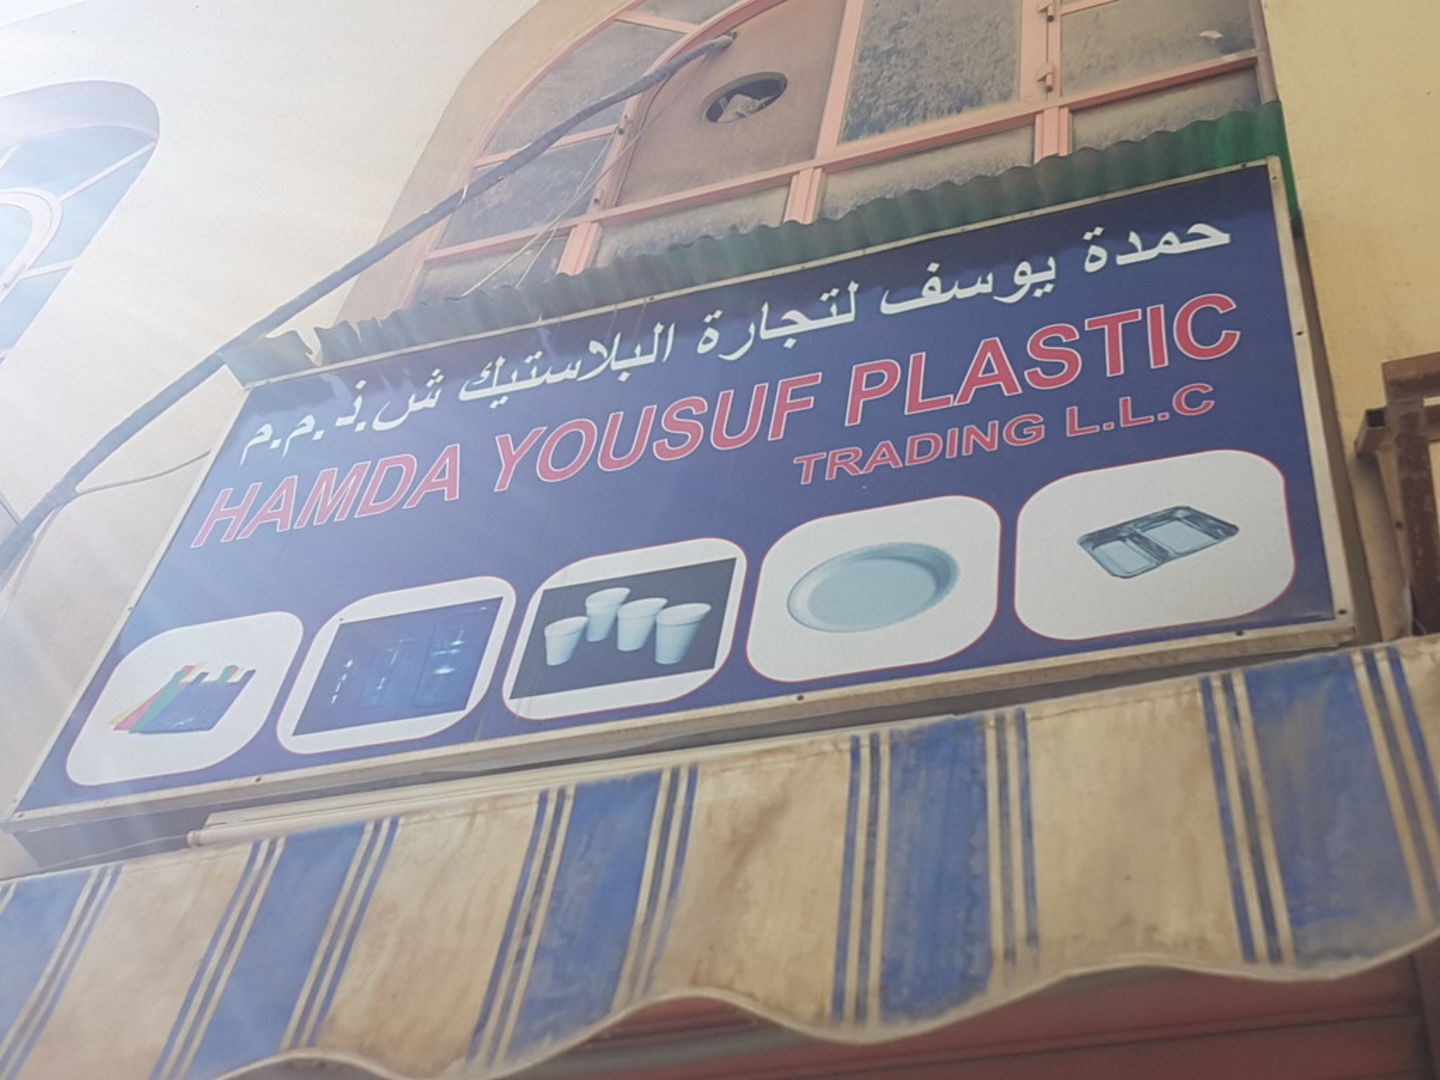 حمدة يوسف لتجارة البلاستيك ش.ذ.م.م
HAMDA YOUSUF PLASTIC
TRADING L.L.C